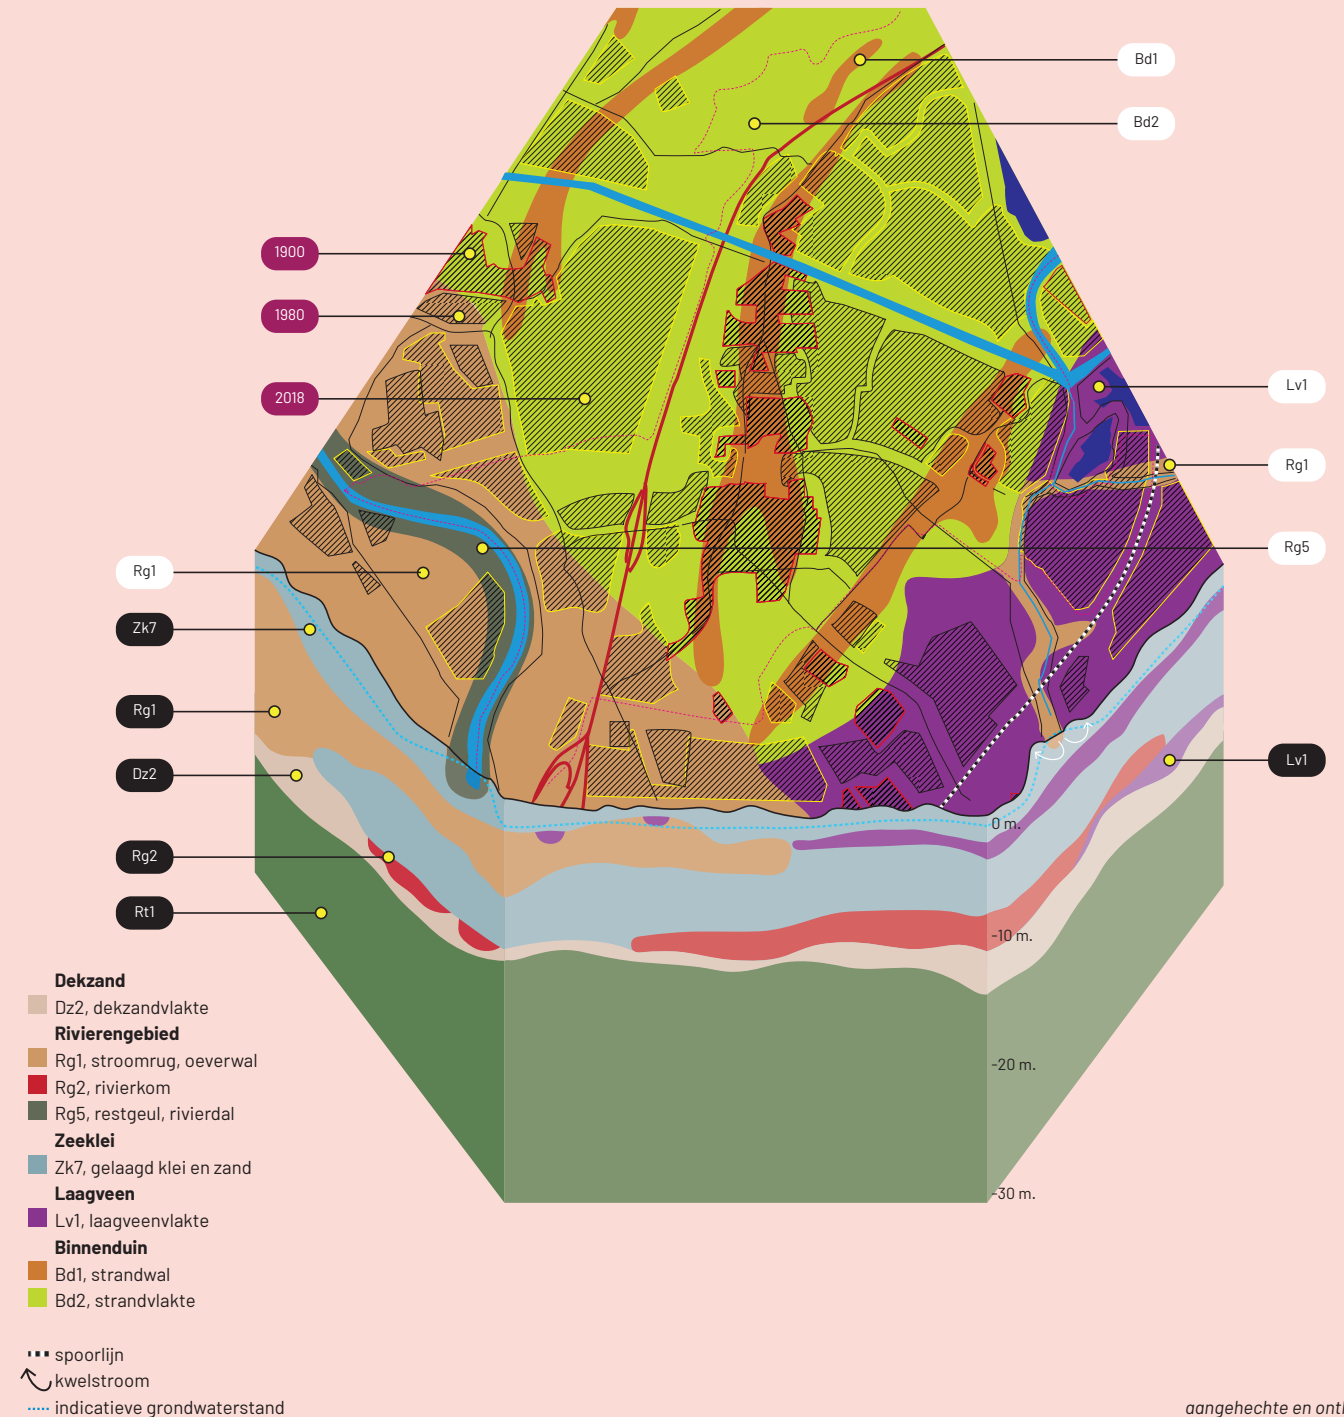 Bd1
Bd2
1900
1980
2018
Lv1
Rg1
Rg5
Rg1
Zk7
Rg1
Dz2
Lv1
Rg2
Rt1
0 m.
-10 m.
-20 m.
-30 m.
Dekzand
Dz2, dekzandvlakte
Rivierengebied
Rg1, stroomrug, oeverwal
Rg2, rivierkom
Rg5, restgeul, rivierdal
Zeeklei
Zk7, gelaagd klei en zand
Laagveen
Lv1, laagveenvlakte
Binnenduin
Bd1, strandwal
Bd2, strandvlakte
spoorlijn
kwelstroom
indicatieve grondwaterstand
aangehechte en